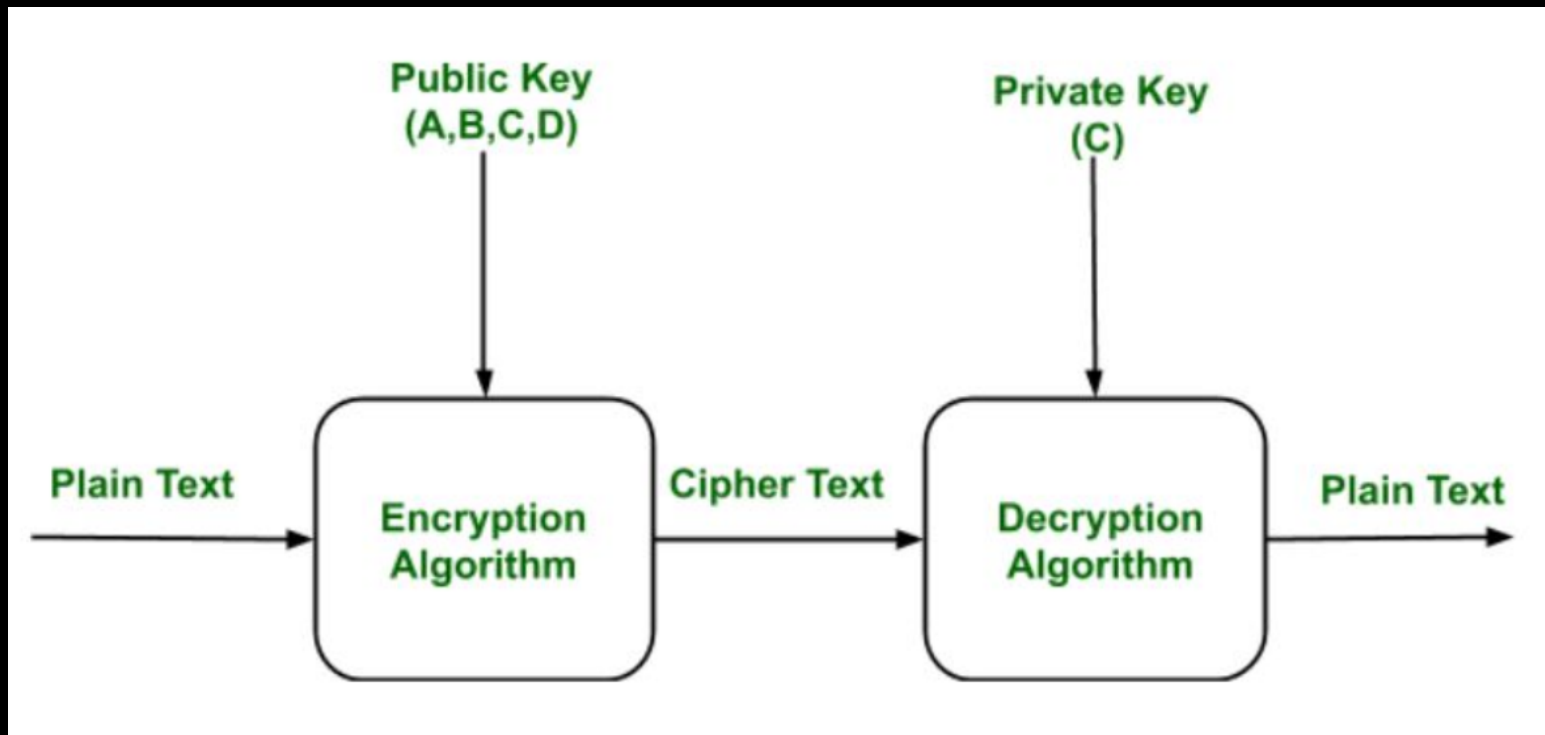 Public Key
(A,B,C,D)
Private Key
(C)
Plain Text
Encryption
Algorithm
Cipher Text
Decryption
Algorithm
Plain Text